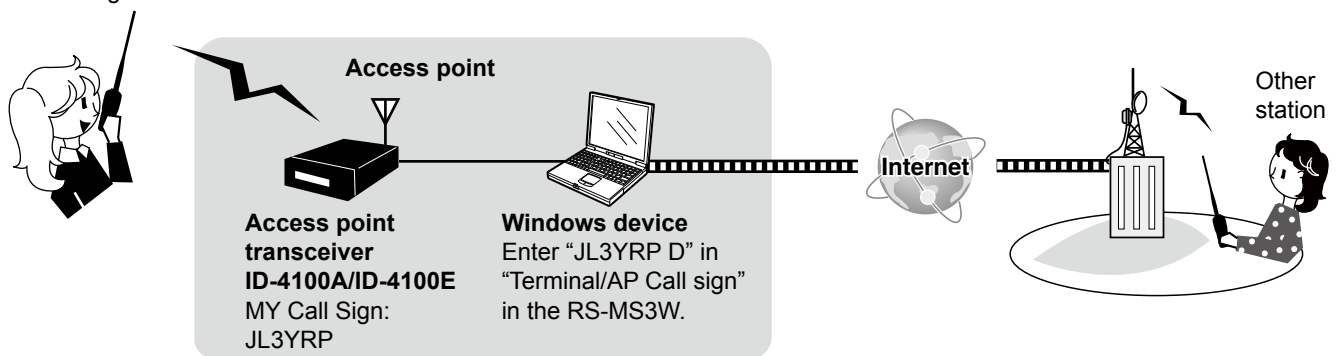 Access point
Access point
transceiver
ID-4100A/ID-4100E
MY Call Sign:
JL3YRP
Windows device
Enter “JL3YRP D” in
“Terminal/AP Call sign”
in the RS-MS3W.
Internet
Other
station